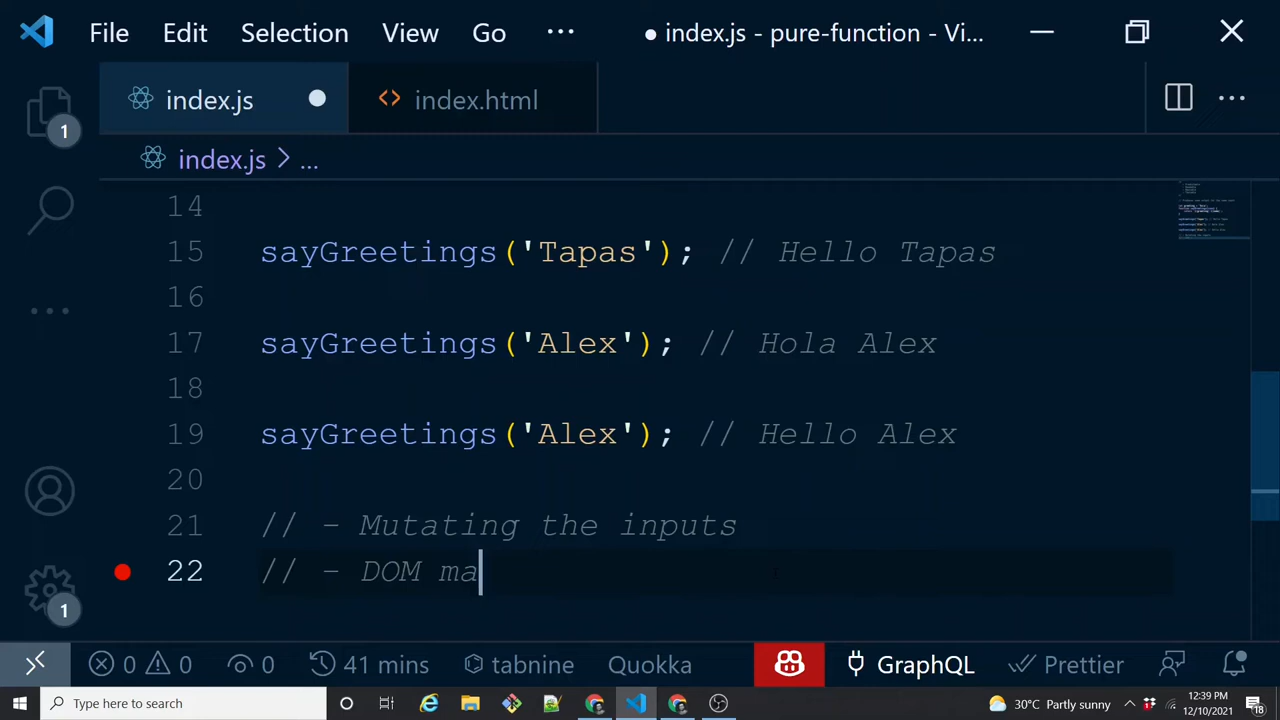 File Edit Selection View Go ··· ● index.js - pure-function - Vi...
index.js ● <> index.html ···
index.js > ...
14
15 sayGreetings('Tapas'); // Hello Tapas
16
17 sayGreetings('Alex'); // Hola Alex
18
19 sayGreetings('Alex'); // Hello Alex
20
21 // - Mutating the inputs
22 // - DOM ma
1
1
0 0 0 41 mins tabnine Quokka GraphQL Prettier
Type here to search 30°C Partly sunny 12:39 PM 18
12/10/2021